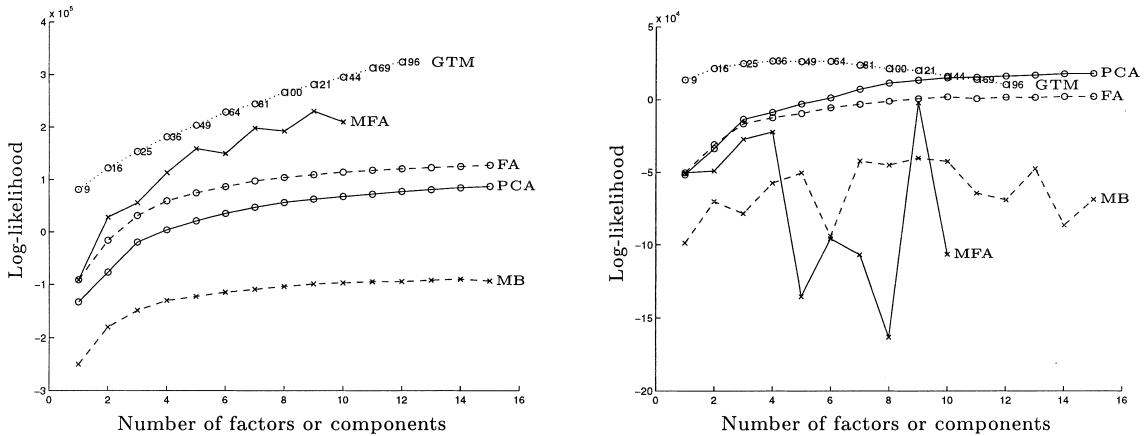 4 x 10⁵
3
2
1
0
−1
−2
−3
0 2 4 6 8 10 12 14 16
Log-likelihood
Number of factors or components
9 16 25 36 49 64 81 100 121 144 169 196 GTM
MFA
FA
PCA
MB
5 x 10⁴
0
−5
−10
−15
−20
0 2 4 6 8 10 12 14 16
Log-likelihood
Number of factors or components
9 16 25 36 49 64 81 100 121 144 169 196 GTM
PCA
FA
MB
MFA